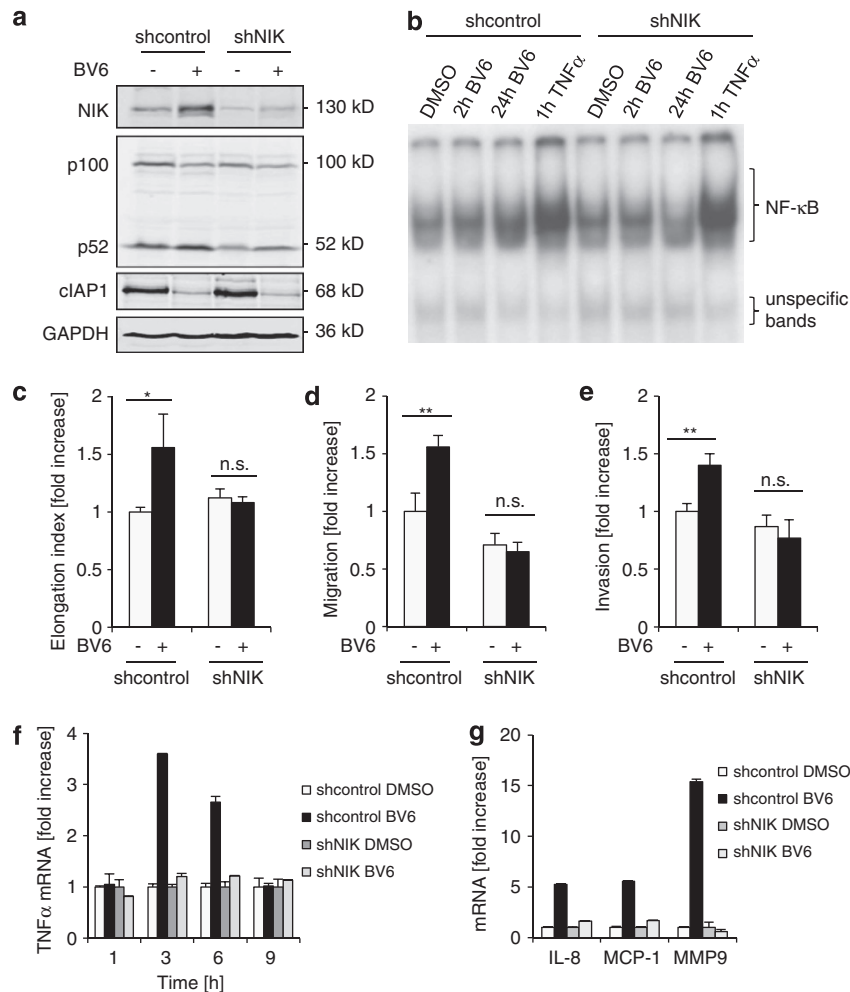 a
shcontrol shNIK
BV6 - + - +
NIK 130 kD
p100 100 kD
p52 52 kD
cIAP1 68 kD
GAPDH 36 kD
b
shcontrol shNIK
DMSO 2h BV6 24h BV6 1h TNFα DMSO 2h BV6 24h BV6 1h TNFα
NF-κB
unspecific
bands
c
Elongation index [fold increase]
2
1.5
1
0.5
0
*
n.s.
BV6 - + - +
shcontrol shNIK
d
Migration [fold increase]
2
1.5
1
0.5
0
**
n.s.
BV6 - + - +
shcontrol shNIK
e
Invasion [fold increase]
2
1.5
1
0.5
0
**
n.s.
BV6 - + - +
shcontrol shNIK
f
TNFα mRNA [fold increase]
4
3
2
1
0
1 3 6 9
Time [h]
shcontrol DMSO
shcontrol BV6
shNIK DMSO
shNIK BV6
g
mRNA [fold increase]
20
15
10
5
0
IL-8 MCP-1 MMP9
shcontrol DMSO
shcontrol BV6
shNIK DMSO
shNIK BV6